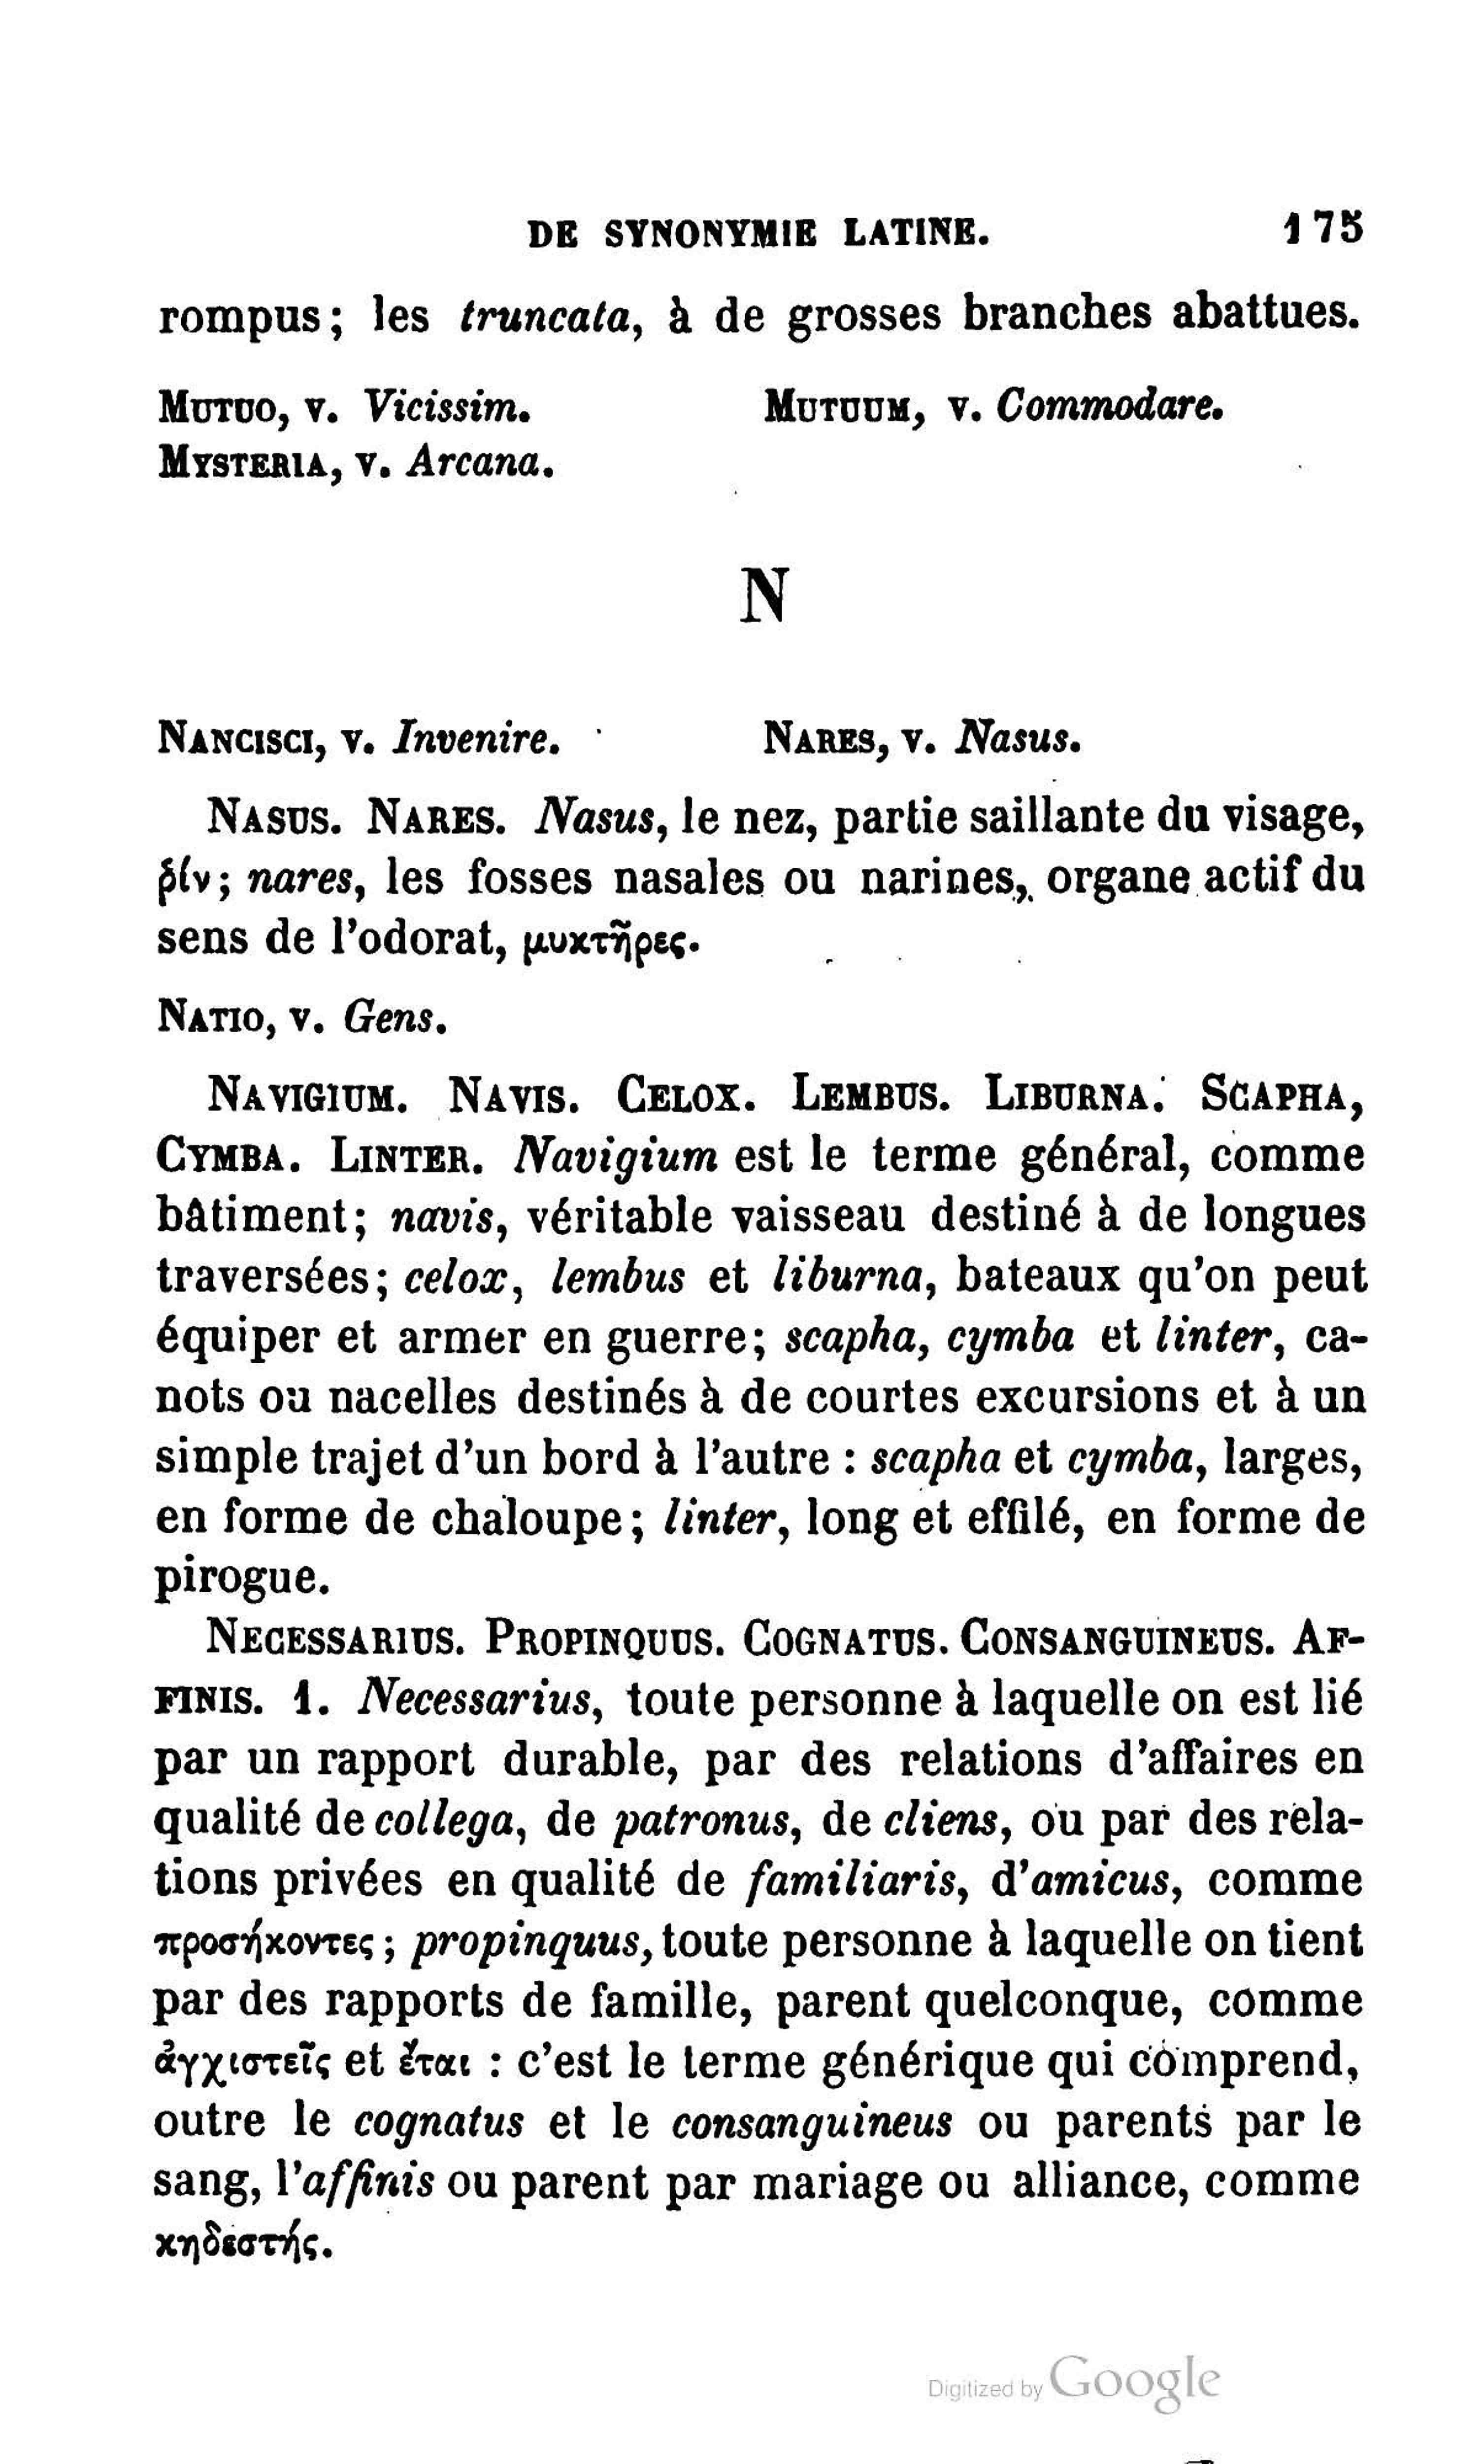 DE SYNONYMIE LATINE. 175
rompus; les truncata, à de grosses branches abattues.
MUTUO, v. Vicissim. MUTUUM, v. Commodare.
MYSTERIA, v. Arcana.
N
NANCISCI, v. Invenire. NARES, v. Nasus.
NASUS. NARES. Nasus, le nez, partie saillante du visage,
ῥίν; nares, les fosses nasales ou narines, organe actif du
sens de l'odorat, μυκτῆρες.
NATIO, v. Gens.
NAVIGIUM. NAVIS. CELOX. LEMBUS. LIBURNA. SCAPHA,
CYMBA. LINTER. Navigium est le terme général, comme
bâtiment; navis, véritable vaisseau destiné à de longues
traversées; celox, lembus et liburna, bateaux qu'on peut
équiper et armer en guerre; scapha, cymba et linter, ca-
nots ou nacelles destinés à de courtes excursions et à un
simple trajet d'un bord à l'autre : scapha et cymba, larges,
en forme de chaloupe; linter, long et effilé, en forme de
pirogue.
NECESSARIUS. PROPINQUUS. COGNATUS. CONSANGUINEUS. AF-
FINIS. 1. Necessarius, toute personne à laquelle on est lié
par un rapport durable, par des relations d'affaires en
qualité de collega, de patronus, de cliens, ou par des rela-
tions privées en qualité de familiaris, d'amicus, comme
προσήκοντες; propinquus, toute personne à laquelle on tient
par des rapports de famille, parent quelconque, comme
ἀγχιστεῖς et ἔται : c'est le terme générique qui comprend,
outre le cognatus et le consanguineus ou parents par le
sang, l'affinis ou parent par mariage ou alliance, comme
κηδεστής.
Digitized by Google